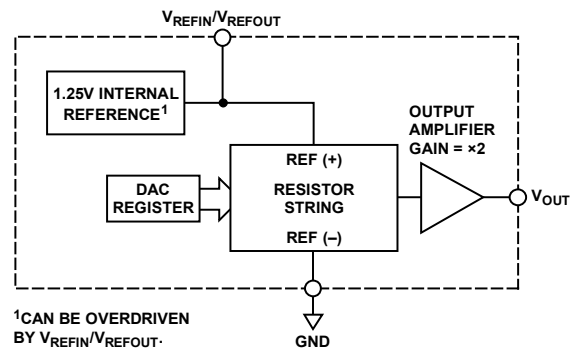 VREFIN/VREFOUT
1.25V INTERNAL
REFERENCE1
OUTPUT
AMPLIFIER
GAIN = ×2
REF (+)
DAC
REGISTER
RESISTOR
STRING
VOUT
REF (–)
1CAN BE OVERDRIVEN
BY VREFIN/VREFOUT.
GND